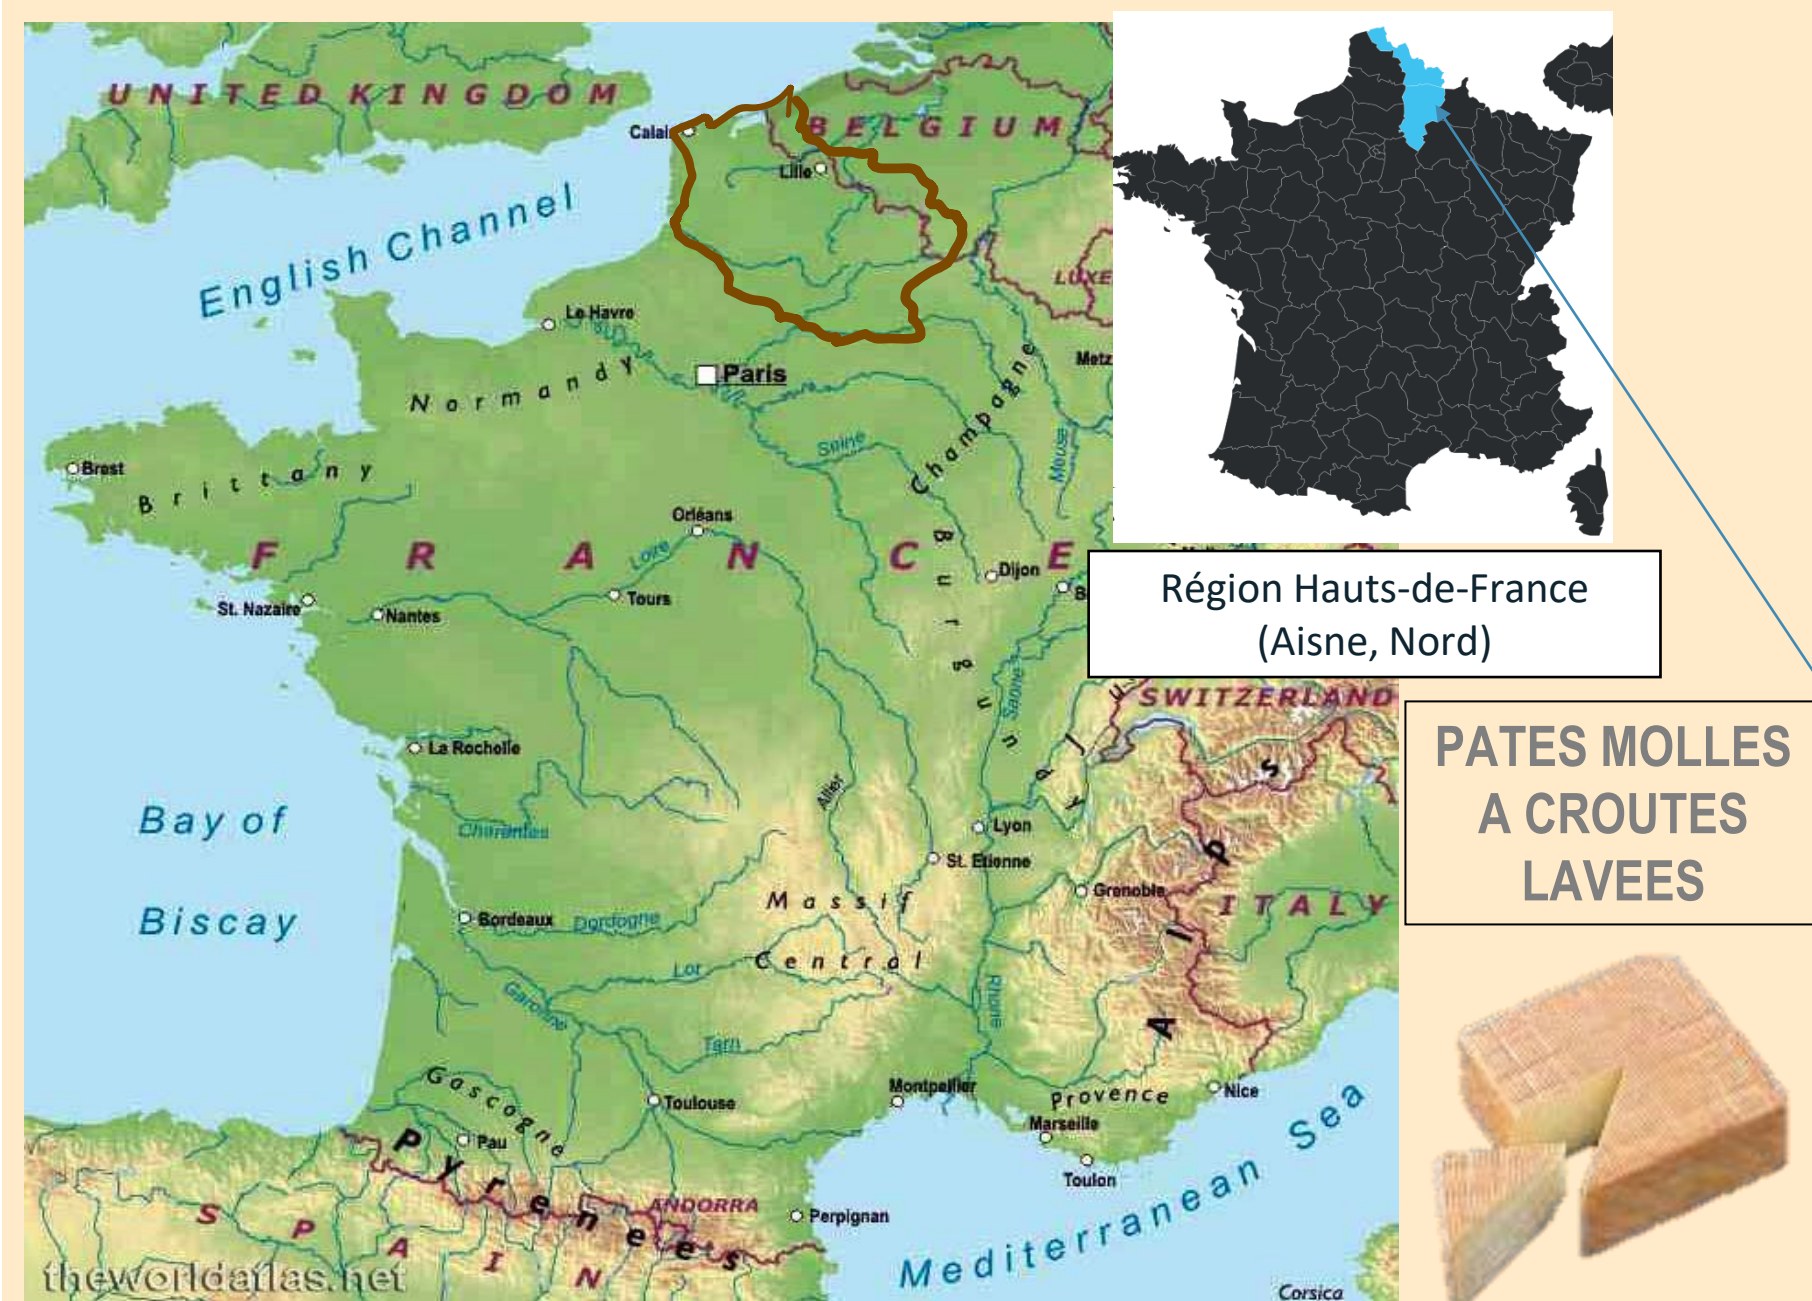 UNITED KINGDOM
BELGIUM
Calais
Lille
English Channel
LUXE
Le Havre
Normandy
Paris
Metz
Champagne
Seine
Meuse
Brest
Brittany
Orléans
Loire
FRANCE
Burgundy
Dijon
B
St. Nazaire
Nantes
Tours
Saone
Région Hauts-de-France
(Aisne, Nord)
SWITZERLAND
Ju
La Rochelle
PATES MOLLES
A CROUTES
LAVEES
Bay of
Biscay
Charentes
Allier
Lyon
St. Etienne
Grenoble
Alps
ITALY
Massif
Central
Bordeaux
Dordogne
Lot
Garonne
Rhone
Tarn
Gascogne
Montpellier
Provence
Nice
Toulouse
Marseille
Toulon
Pau
Pyrenees
ANDORRA
Perpignan
SPAIN
Mediterranean Sea
theworldatlas.net
Corsica